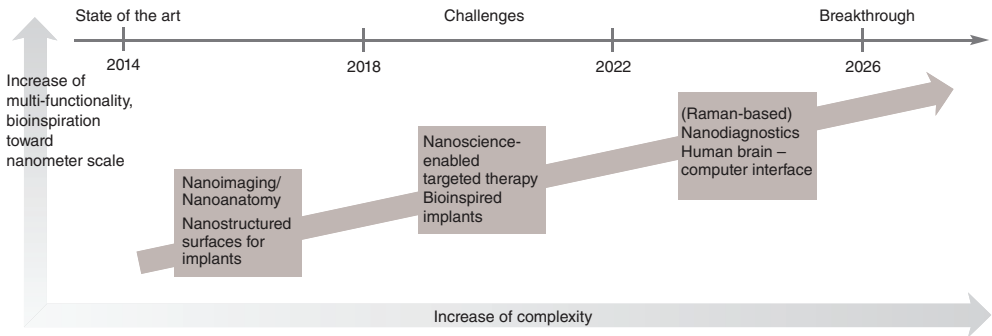 State of the art
Challenges
Breakthrough
2014
2018
2022
2026
Increase of
multi-functionality,
bioinspiration
toward
nanometer scale
Nanoimaging/
Nanoanatomy
Nanostructured
surfaces for
implants
Nanoscience-
enabled
targeted therapy
Bioinspired
implants
(Raman-based)
Nanodiagnostics
Human brain –
computer interface
Increase of complexity